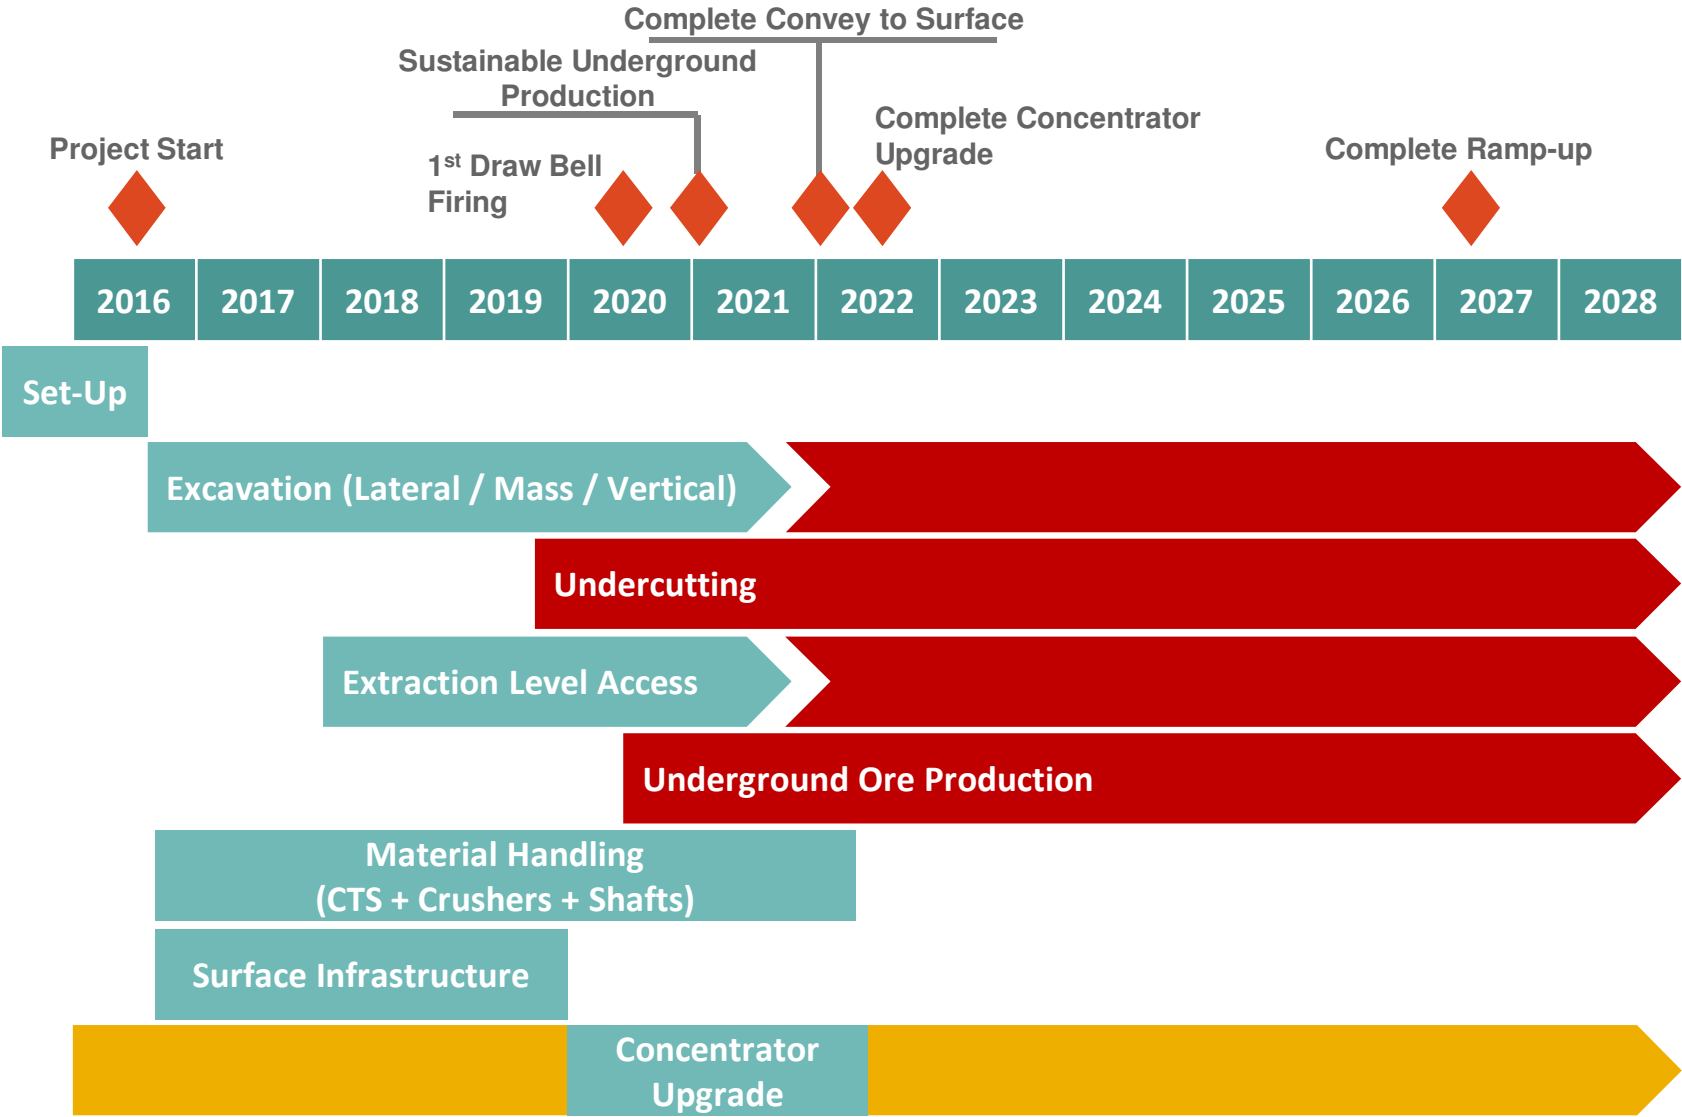 Complete Convey to Surface
Sustainable Underground
Production
Project Start
1st Draw Bell
Firing
Complete Concentrator
Upgrade
Complete Ramp-up
2016 2017 2018 2019 2020 2021 2022 2023 2024 2025 2026 2027 2028
Set-Up
Excavation (Lateral / Mass / Vertical)
Undercutting
Extraction Level Access
Underground Ore Production
Material Handling
(CTS + Crushers + Shafts)
Surface Infrastructure
Concentrator
Upgrade